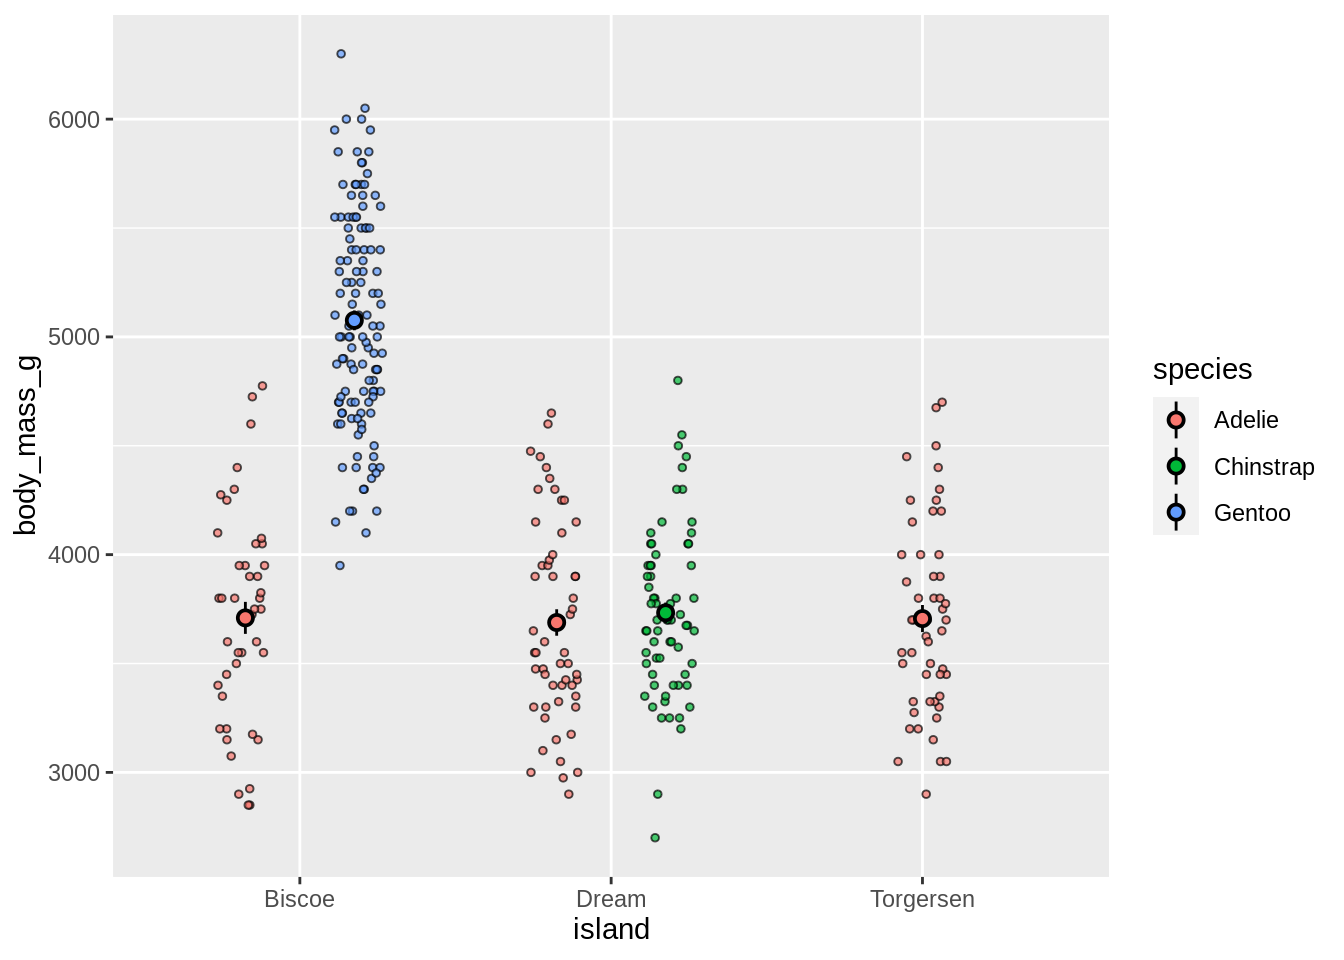 6000
5000
4000
3000
body_mass_g
Biscoe
Dream
Torgersen
island
species
Adelie
Chinstrap
Gentoo